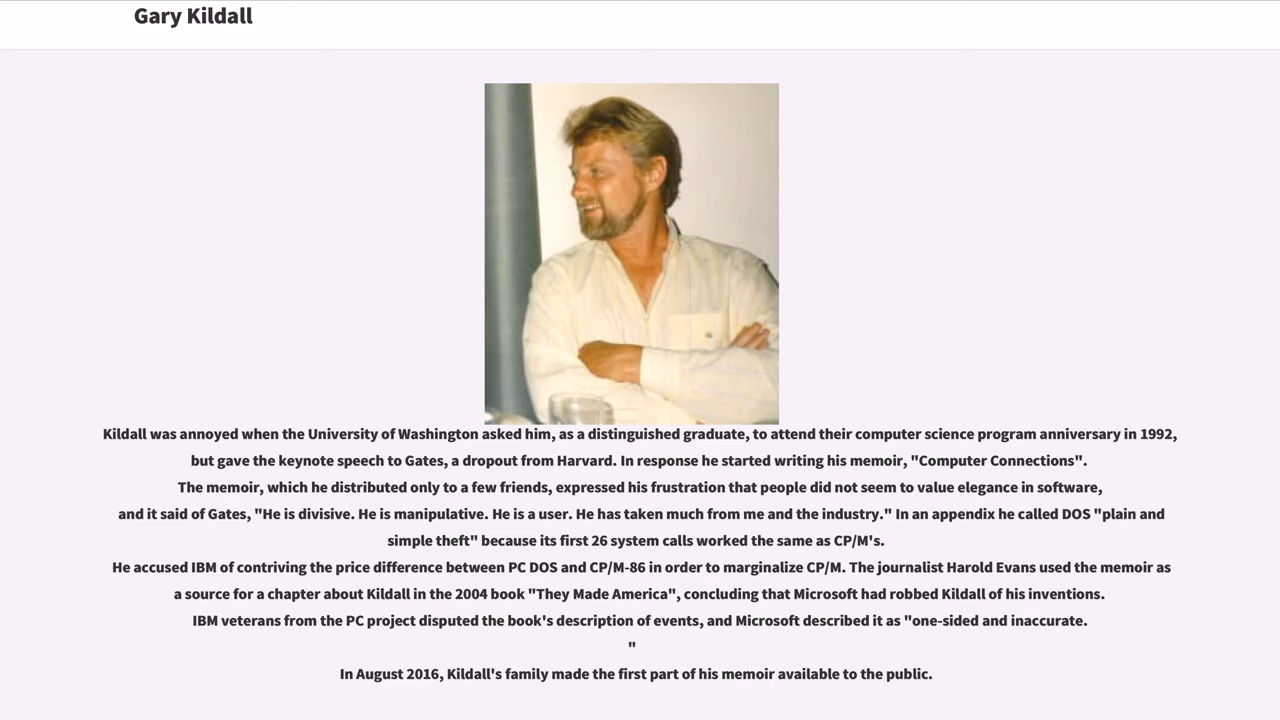 Gary Kildall
Kildall was annoyed when the University of Washington asked him, as a distinguished graduate, to attend their computer science program anniversary in 1992,
but gave the keynote speech to Gates, a dropout from Harvard. In response he started writing his memoir, "Computer Connections".
The memoir, which he distributed only to a few friends, expressed his frustration that people did not seem to value elegance in software,
and it said of Gates, "He is divisive. He is manipulative. He is a user. He has taken much from me and the industry." In an appendix he called DOS "plain and
simple theft" because its first 26 system calls worked the same as CP/M's.
He accused IBM of contriving the price difference between PC DOS and CP/M-86 in order to marginalize CP/M. The journalist Harold Evans used the memoir as
a source for a chapter about Kildall in the 2004 book "They Made America", concluding that Microsoft had robbed Kildall of his inventions.
IBM veterans from the PC project disputed the book's description of events, and Microsoft described it as "one-sided and inaccurate.
"
In August 2016, Kildall's family made the first part of his memoir available to the public.